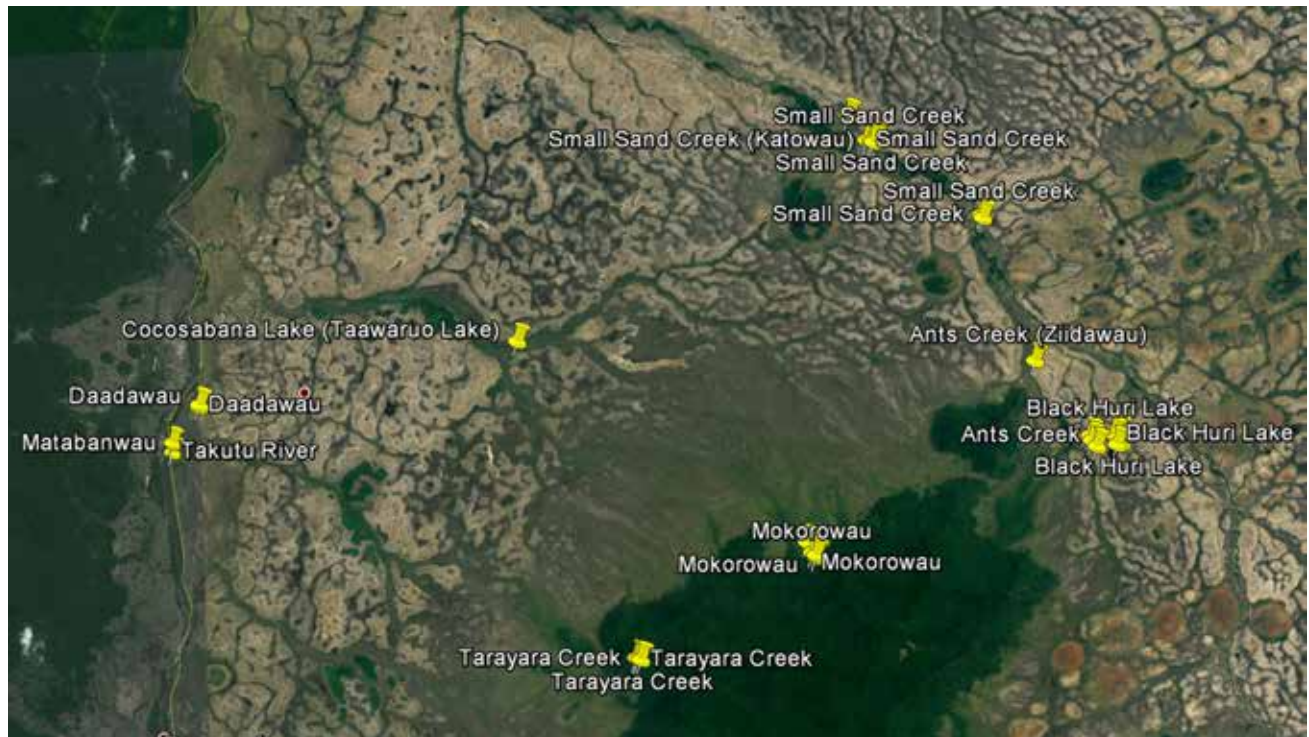 Small Sand Creek
Small Sand Creek (Katowau)
Small Sand Creek
Small Sand Creek
Small Sand Creek
Small Sand Creek
Cocosabana Lake (Taawaruo Lake)
Ants Creek (Ziidawau)
Daadawau
Daadawau
Black Huri Lake
Ants Creek
Black Huri Lake
Matabanwau
Takutu River
Black Huri Lake
Mokorowau
Mokorowau
Mokorowau
Tarayara Creek
Tarayara Creek
Tarayara Creek